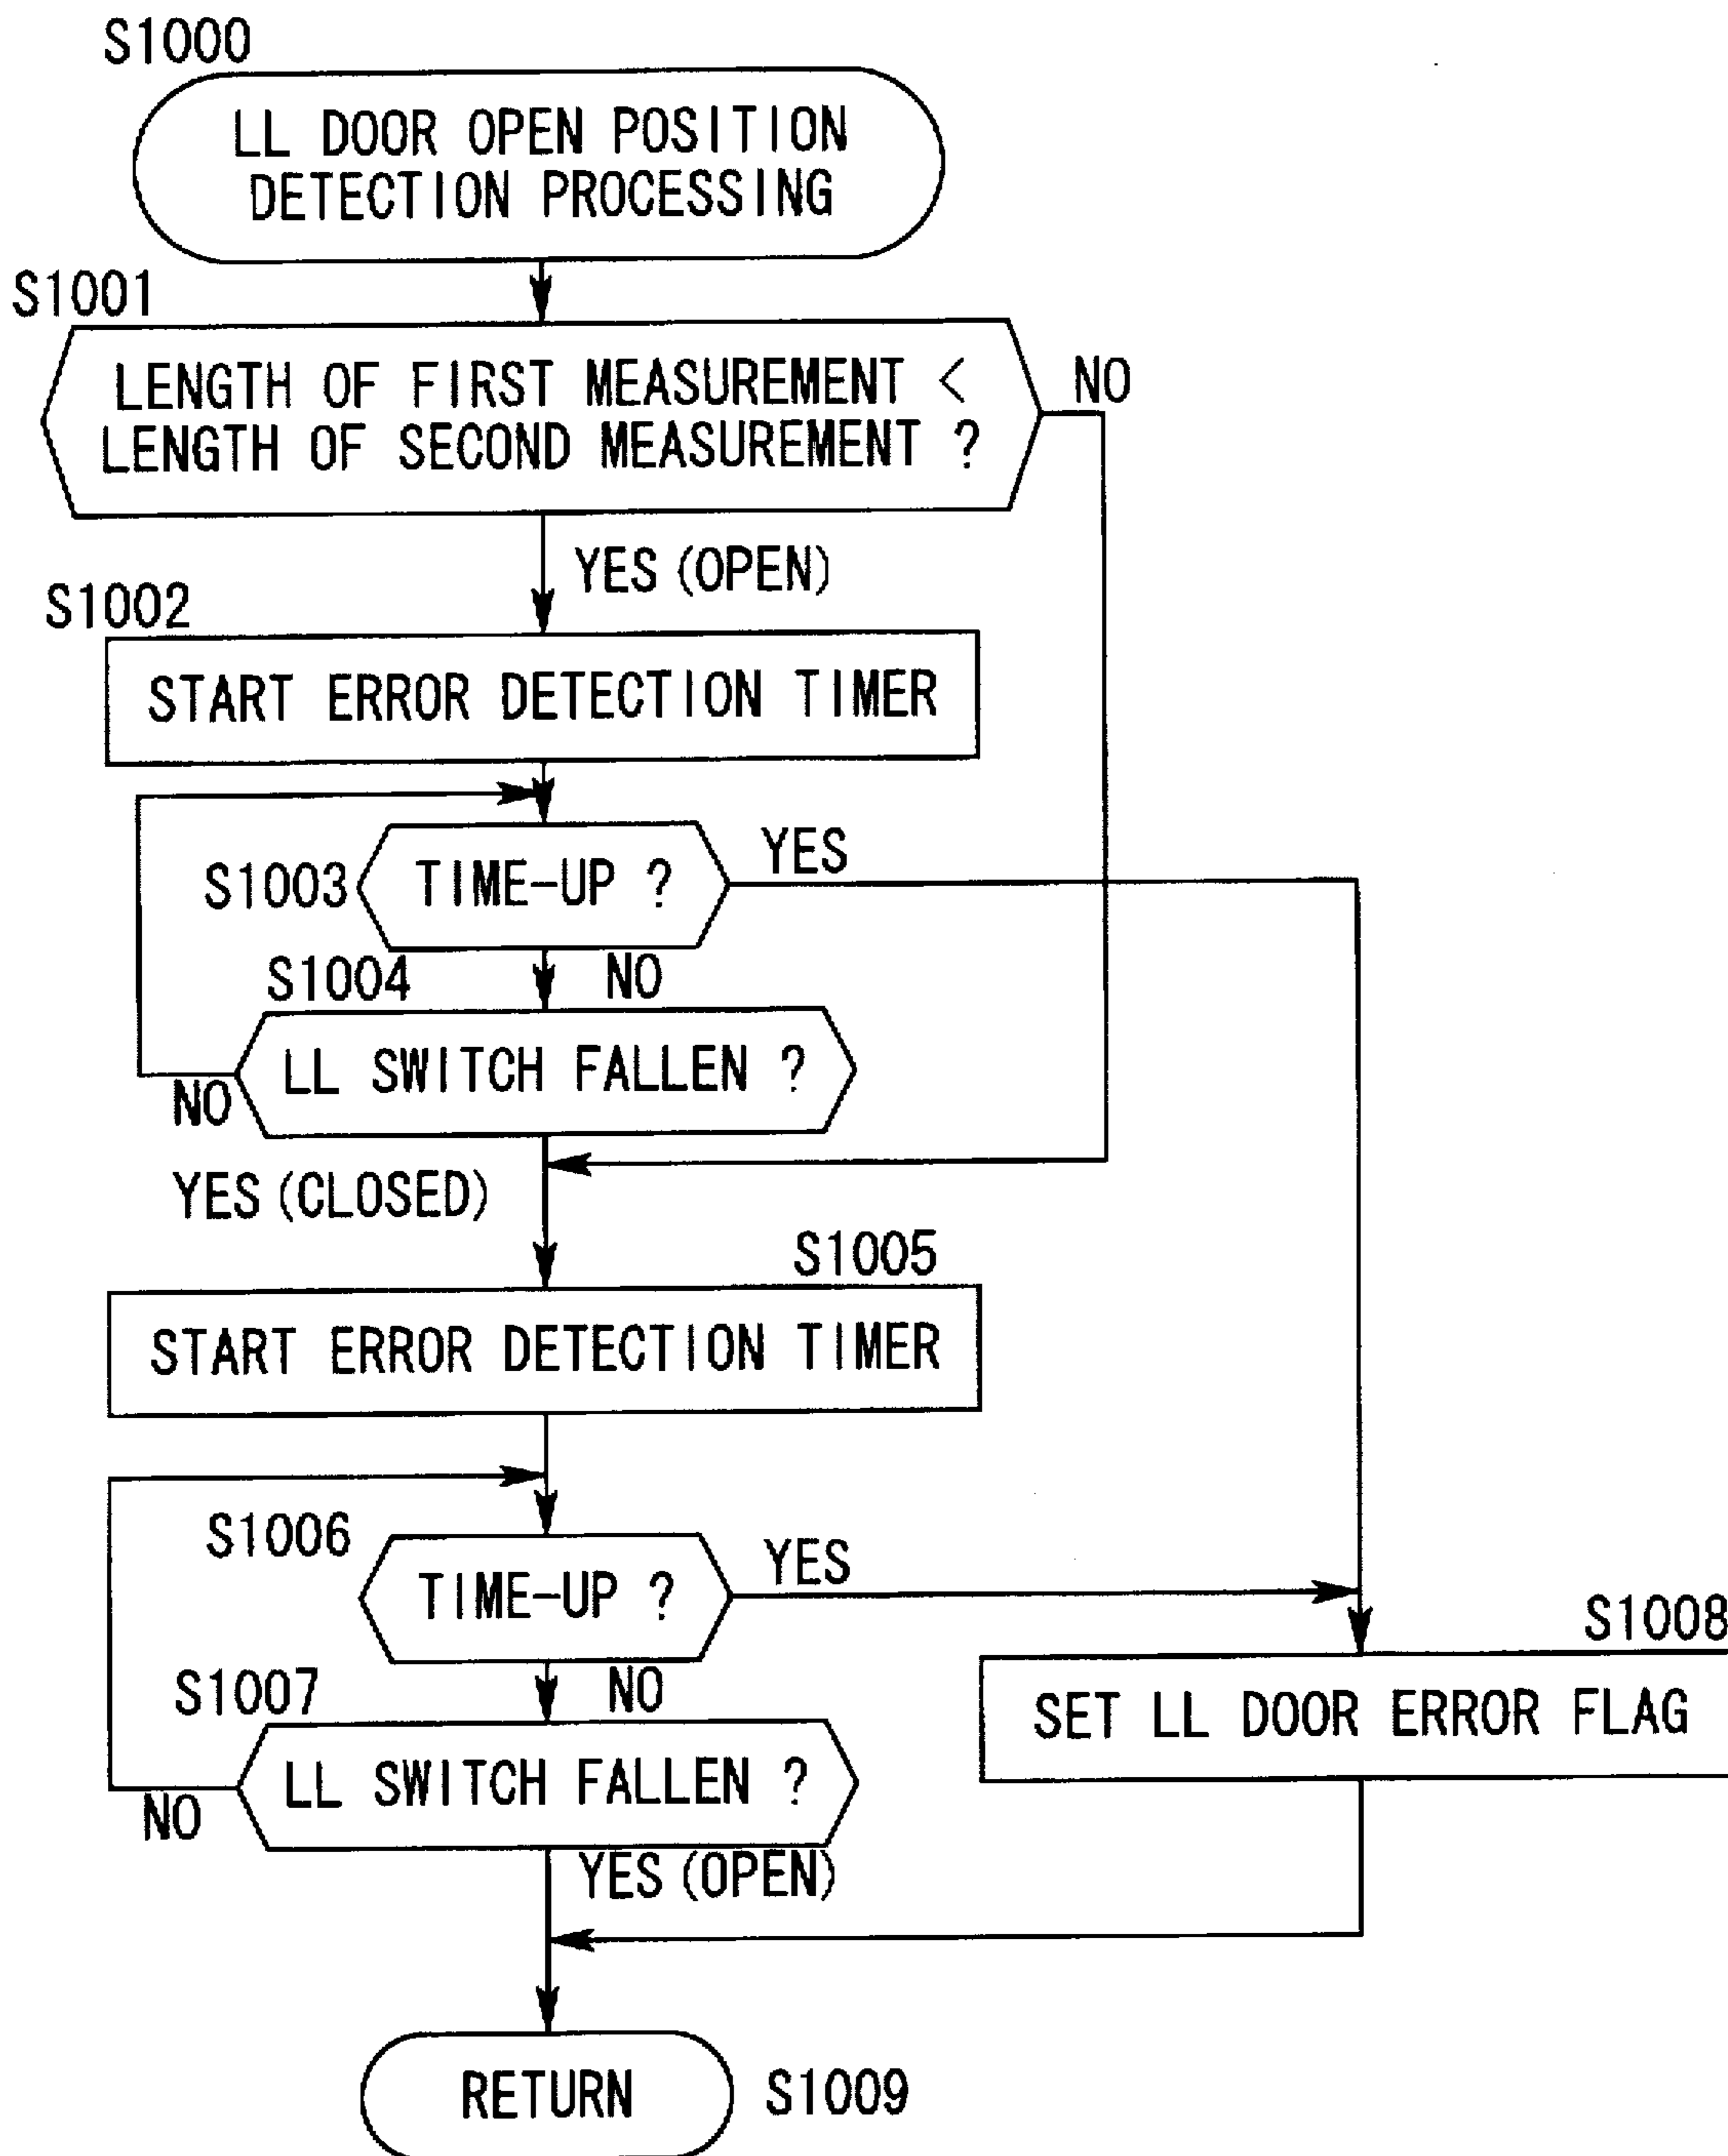 S1000
LL DOOR OPEN POSITION
DETECTION PROCESSING
S1001
LENGTH OF FIRST MEASUREMENT <
LENGTH OF SECOND MEASUREMENT ?
NO
YES (OPEN)
S1002
START ERROR DETECTION TIMER
S1003
TIME-UP ?
YES
NO
S1004
LL SWITCH FALLEN ?
NO
YES (CLOSED)
S1005
START ERROR DETECTION TIMER
S1006
TIME-UP ?
YES
NO
S1007
LL SWITCH FALLEN ?
NO
YES (OPEN)
S1008
SET LL DOOR ERROR FLAG
RETURN
S1009